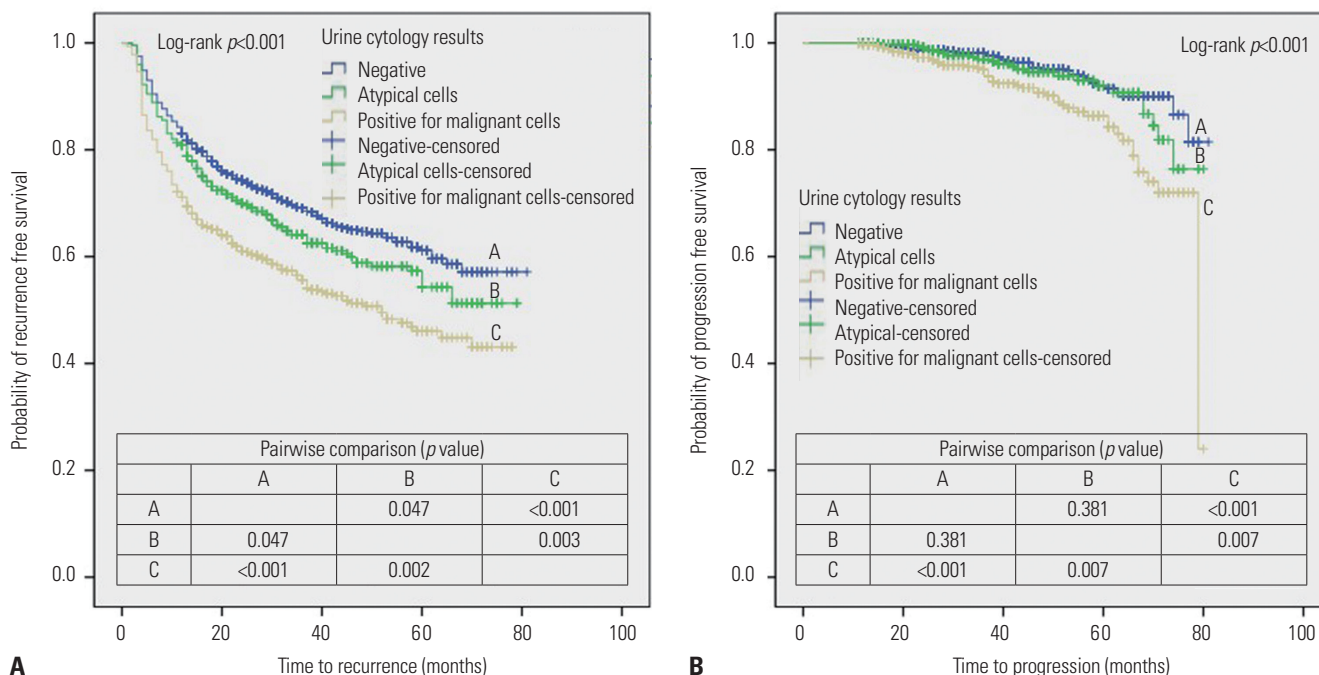 Log-rank p<0.001
Urine cytology results
Negative
Atypical cells
Positive for malignant cells
Negative-censored
Atypical cells-censored
Positive for malignant cells-censored
1.0
0.8
0.6
0.4
0.2
0.0
Probability of recurrence free survival
A
B
C
Pairwise comparison (p value)
A B C
A 0.047 <0.001
B 0.047 0.003
C <0.001 0.002
0 20 40 60 80 100
Time to recurrence (months)
A
Log-rank p<0.001
1.0
0.8
0.6
0.4
0.2
0.0
Probability of progression free survival
A
B
C
Urine cytology results
Negative
Atypical cells
Positive for malignant cells
Negative-censored
Atypical-censored
Positive for malignant cells-censored
Pairwise comparison (p value)
A B C
A 0.381 <0.001
B 0.381 0.007
C <0.001 0.007
0 20 40 60 80 100
Time to progression (months)
B